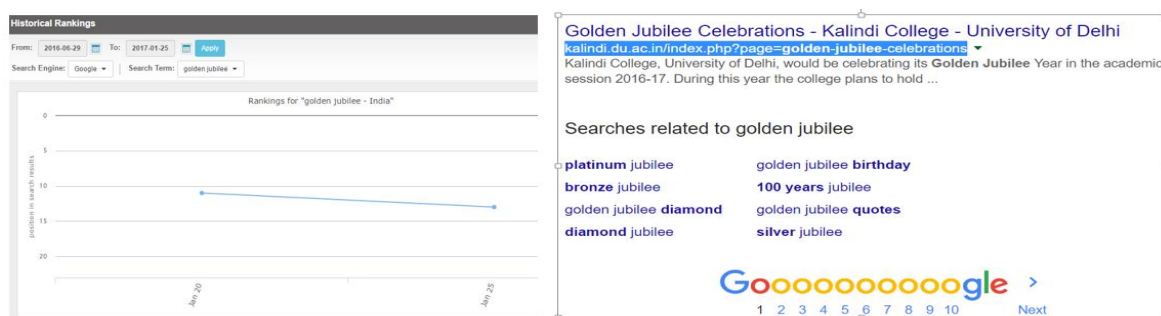 Historical Rankings
From: 2016-06-29 To: 2017-01-25 Apply
Search Engine: Google Search Term: golden jubilee
Rankings for "golden jubilee - India"
0
5
10
15
20
position in search results
Jan 20
Jan 25
Golden Jubilee Celebrations - Kalindi College - University of Delhi
kalindi.du.ac.in/index.php?page=golden-jubilee-celebrations
Kalindi College, University of Delhi, would be celebrating its Golden Jubilee Year in the academic
session 2016-17. During this year the college plans to hold ...
Searches related to golden jubilee
platinum jubilee golden jubilee birthday
bronze jubilee 100 years jubilee
golden jubilee diamond golden jubilee quotes
diamond jubilee silver jubilee
Goooooooooogle >
1 2 3 4 5 6 7 8 9 10 Next